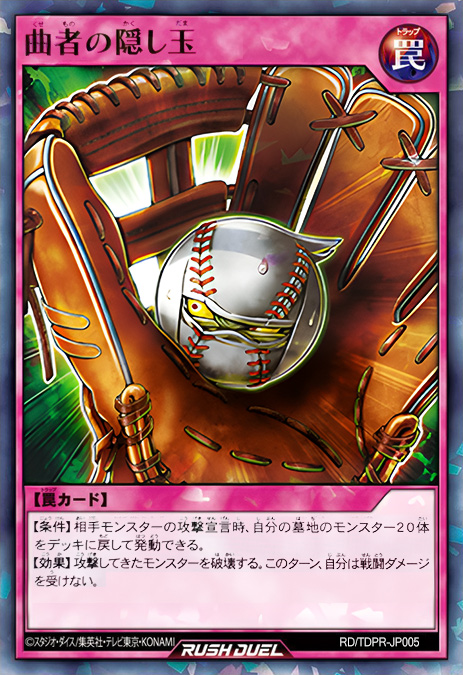 曲者の隠し玉
トラップ
罠
【罠カード】
【条件】相手モンスターの攻撃宣言時、自分の墓地のモンスター20体
をデッキに戻して発動できる。
【効果】攻撃してきたモンスターを破壊する。このターン、自分は戦闘ダメージ
を受けない。
©スタジオ・ダイス/集英社・テレビ東京・KONAMI
RUSH DUEL
RD/TDPR-JP005